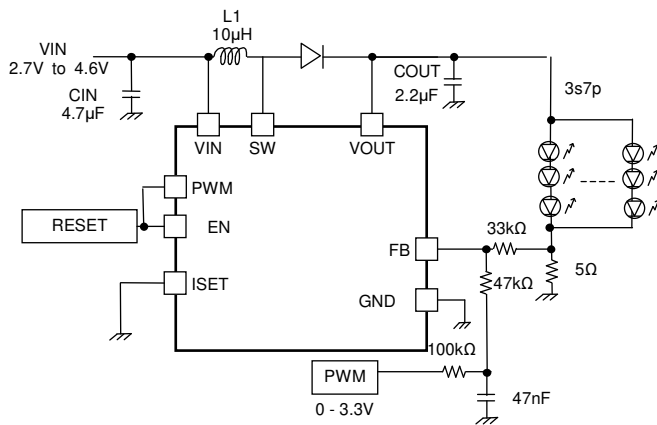 L1
10µH
VIN
2.7V to 4.6V
CIN
4.7µF
COUT
2.2µF
3s7p
VIN
SW
VOUT
PWM
RESET
EN
FB
33kΩ
ISET
47kΩ
5Ω
GND
100kΩ
PWM
47nF
0 - 3.3V